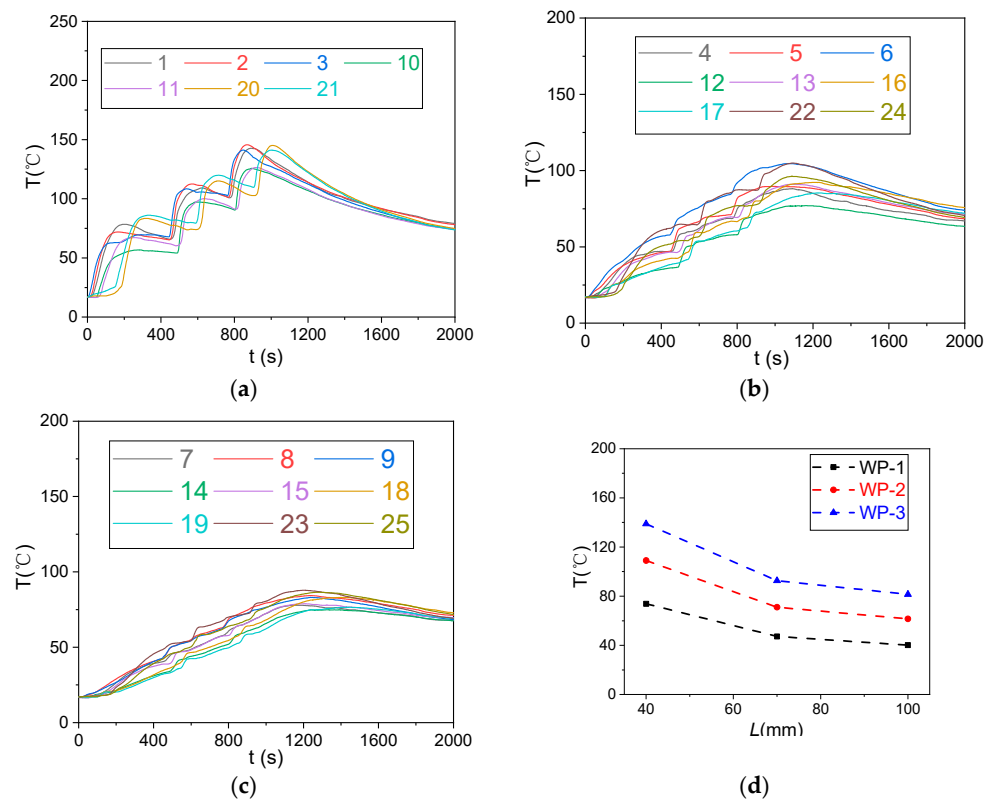 250
200
150
100
50
0
T(℃)
1 2 3 10
11 20 21
0 400 800 1200 1600 2000
t (s)
(a)
200
150
100
50
0
T(℃)
4 5 6
12 13 16
17 22 24
0 400 800 1200 1600 2000
t (s)
(b)
200
150
100
50
0
T(℃)
7 8 9
14 15 18
19 23 25
0 400 800 1200 1600 2000
t (s)
(c)
200
160
120
80
40
0
T(℃)
WP-1
WP-2
WP-3
40 60 80 100
L(mm)
(d)